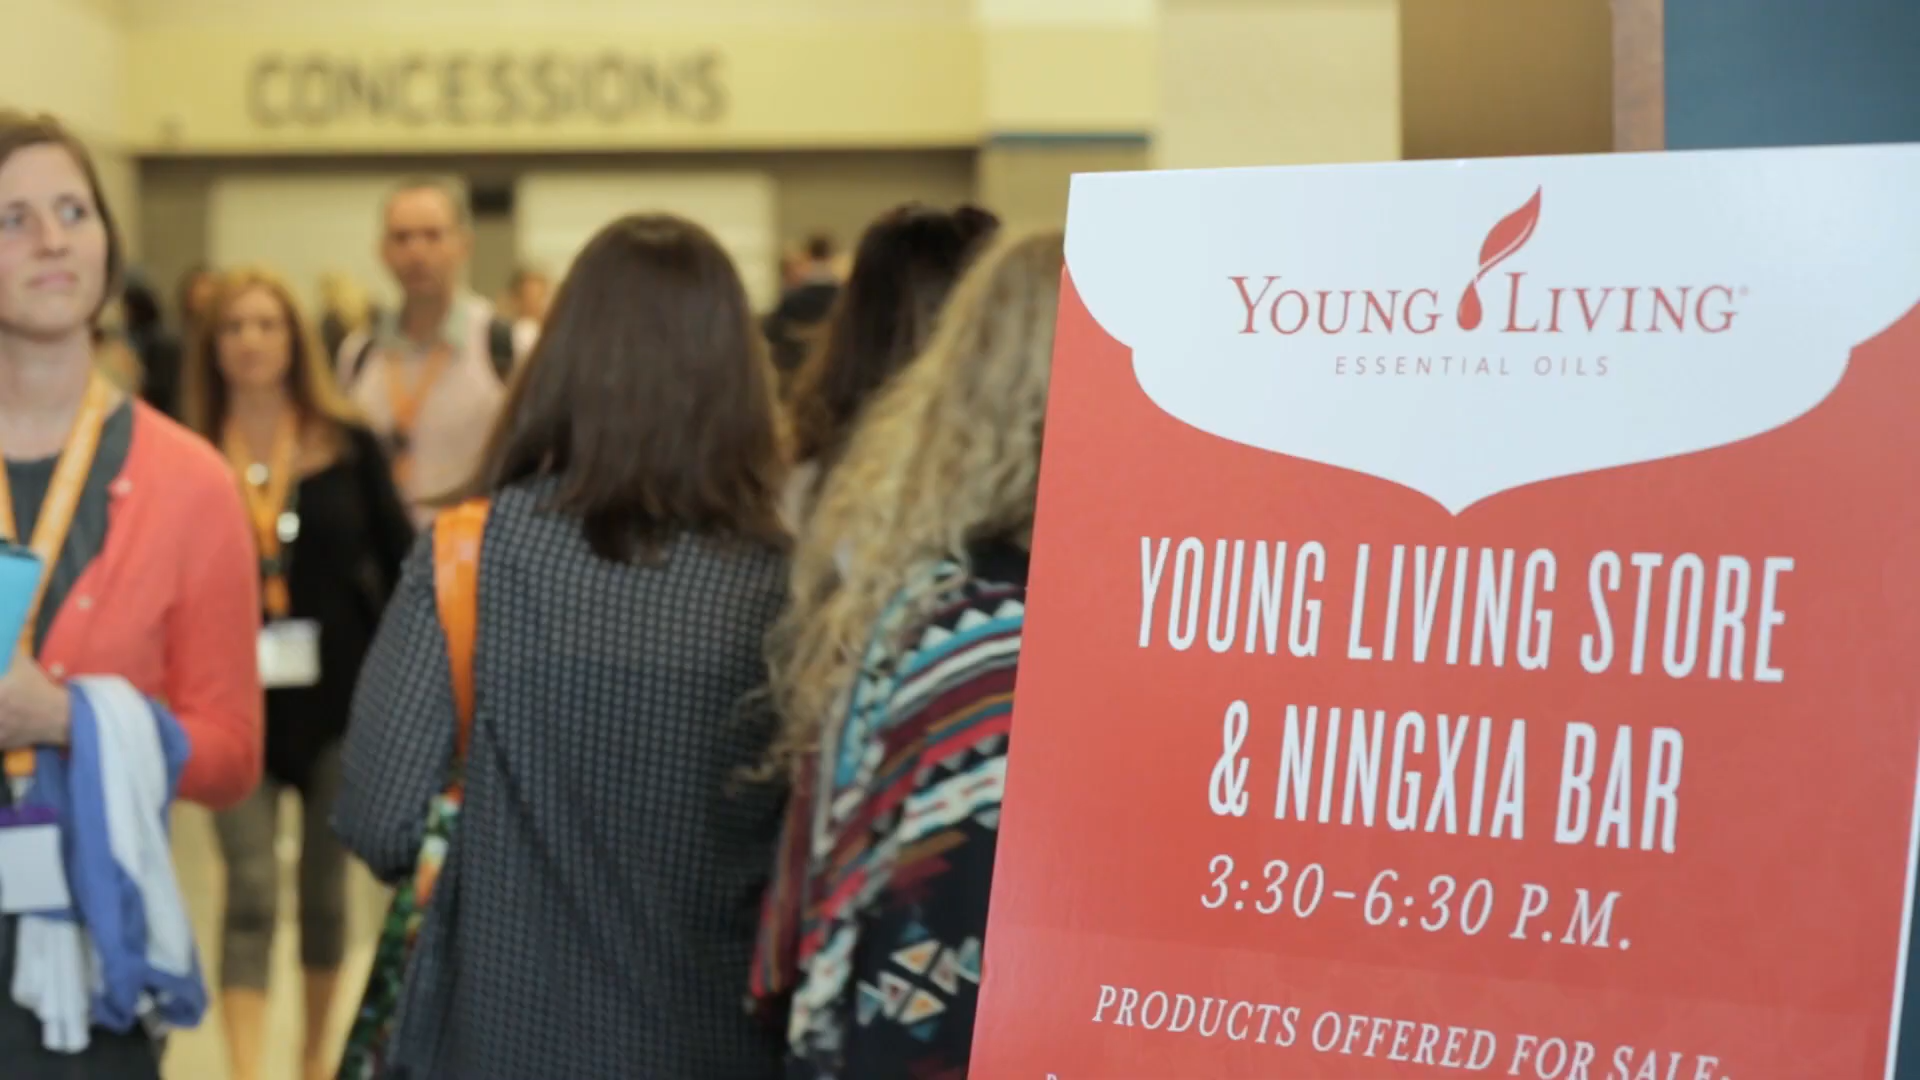 CONCESSIONS
YOUNG LIVING®
ESSENTIAL OILS
YOUNG LIVING STORE
& NINGXIA BAR
3:30-6:30 P.M.
PRODUCTS OFFERED FOR SALE: